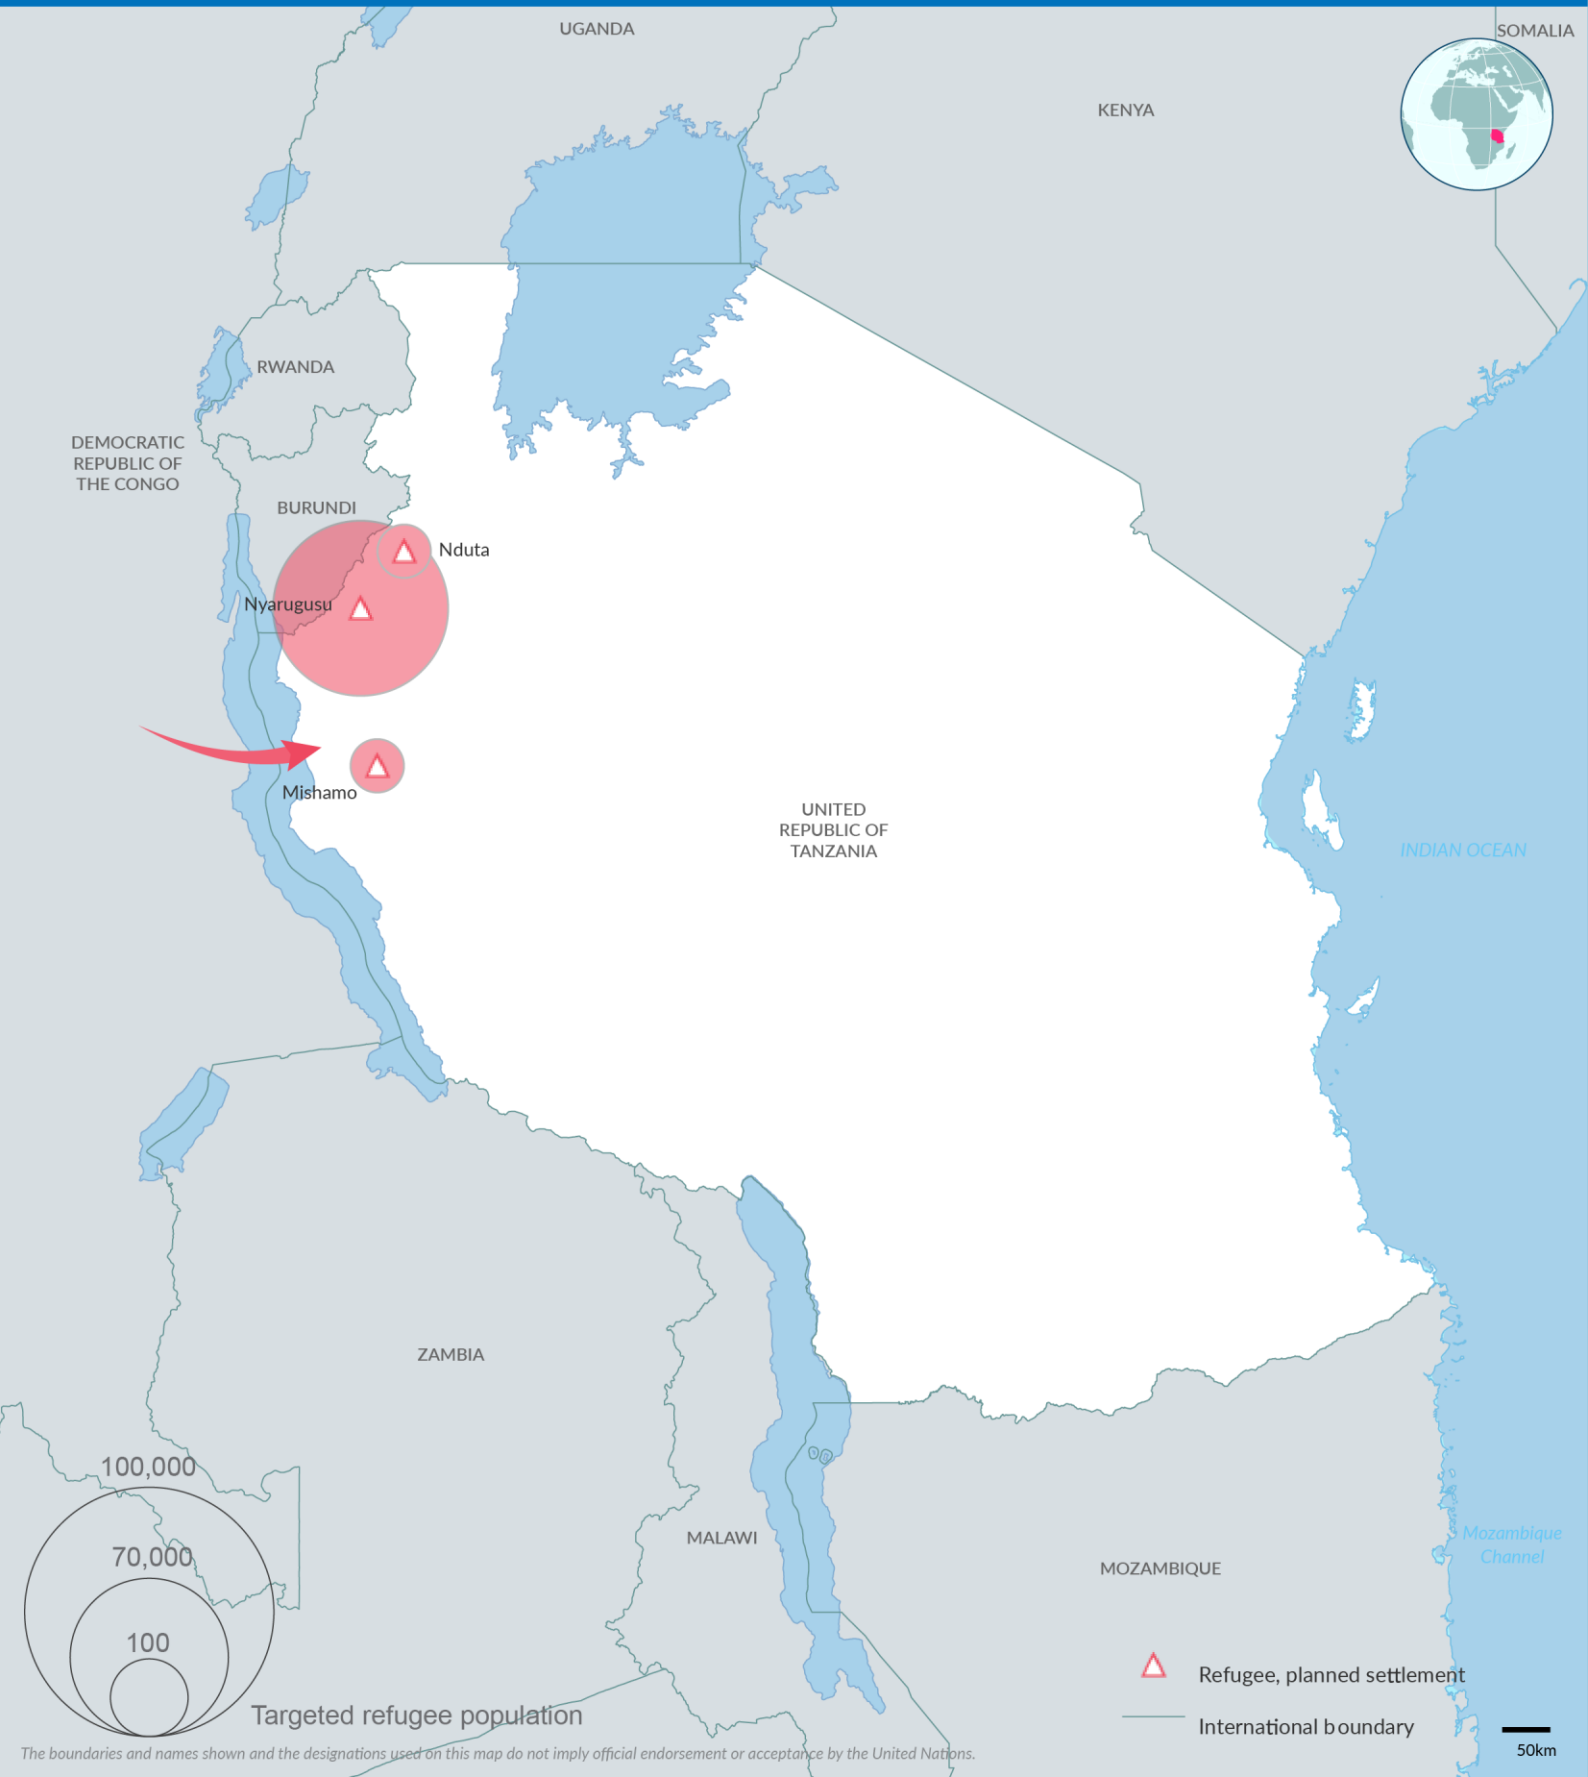 UGANDA
SOMALIA
KENYA
RWANDA
DEMOCRATIC
REPUBLIC OF
THE CONGO
BURUNDI
Nduta
Nyarugusu
Mishamo
UNITED
REPUBLIC OF
TANZANIA
INDIAN OCEAN
ZAMBIA
100,000
70,000
100
Targeted refugee population
MALAWI
MOZAMBIQUE
Mozambique
Channel
Refugee, planned settlement
International boundary
50km
The boundaries and names shown and the designations used on this map do not imply official endorsement or acceptance by the United Nations.